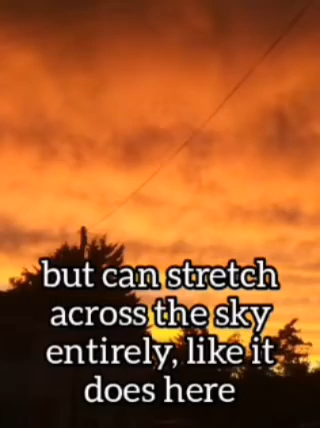 but can stretch
across the sky
entirely, like it
does here